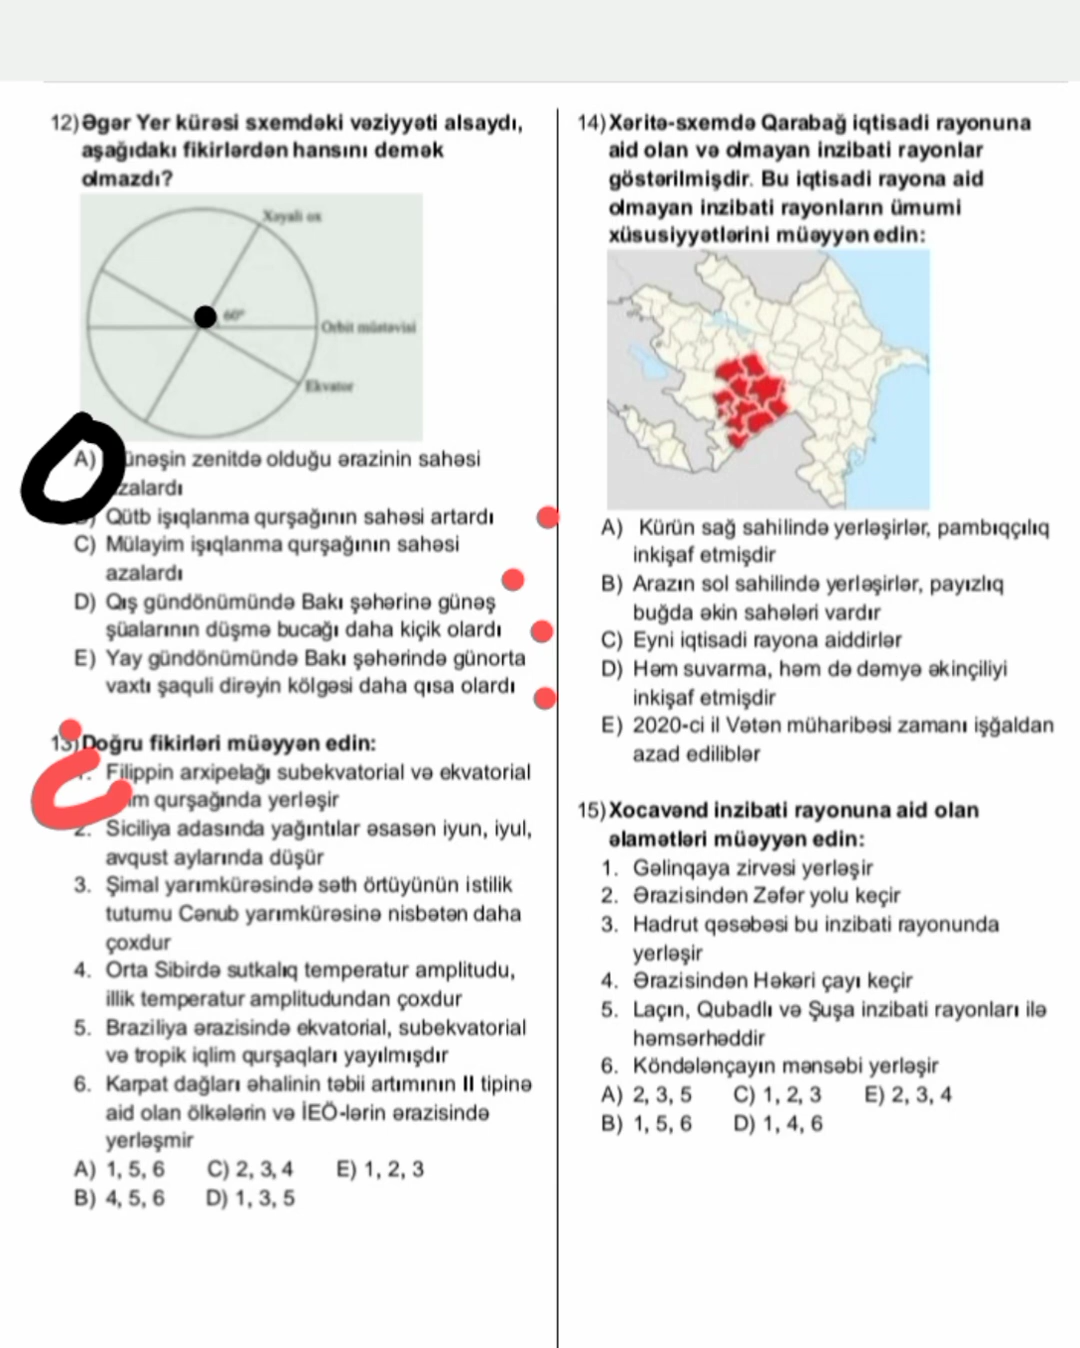 12) Əgər Yer kürəsi sxemdəki vəziyyəti alsaydı,
aşağıdakı fikirlərdən hansını demək
olmazdı?
Xəyali ox
60°
Orbit müstəvisi
Ekvator
A) ünəşin zenitdə olduğu ərazinin sahəsi
zalardı
) Qütb işıqlanma qurşağının sahəsi artardı
C) Mülayim işıqlanma qurşağının sahəsi
azalardı
D) Qış gündönümündə Bakı şəhərinə günəş
şüalarının düşmə bucağı daha kiçik olardı
E) Yay gündönümündə Bakı şəhərində günorta
vaxtı şaquli dirəyin kölgəsi daha qısa olardı
13) Doğru fikirləri müəyyən edin:
Filippin arxipelağı subekvatorial və ekvatorial
im qurşağında yerləşir
2. Siciliya adasında yağıntılar əsasən iyun, iyul,
avqust aylarında düşür
3. Şimal yarımkürəsində səth örtüyünün istilik
tutumu Cənub yarımkürəsinə nisbətən daha
çoxdur
4. Orta Sibirdə sutkalıq temperatur amplitudu,
illik temperatur amplitudundan çoxdur
5. Braziliya ərazisində ekvatorial, subekvatorial
və tropik iqlim qurşaqları yayılmışdır
6. Karpat dağları əhalinin təbii artımının II tipinə
aid olan ölkələrin və İEÖ-lərin ərazisində
yerləşmir
A) 1, 5, 6 C) 2, 3, 4 E) 1, 2, 3
B) 4, 5, 6 D) 1, 3, 5
14) Xəritə-sxemdə Qarabağ iqtisadi rayonuna
aid olan və olmayan inzibati rayonlar
göstərilmişdir. Bu iqtisadi rayona aid
olmayan inzibati rayonların ümumi
xüsusiyyətlərini müəyyən edin:
A) Kürün sağ sahilində yerləşirlər, pambıqçılıq
inkişaf etmişdir
B) Arazın sol sahilində yerləşirlər, payızlıq
buğda əkin sahələri vardır
C) Eyni iqtisadi rayona aiddirlər
D) Həm suvarma, həm də dəmyə əkinçiliyi
inkişaf etmişdir
E) 2020-ci il Vətən müharibəsi zamanı işğaldan
azad ediliblər
15) Xocavənd inzibati rayonuna aid olan
əlamətləri müəyyən edin:
1. Gəlinqaya zirvəsi yerləşir
2. Ərazisindən Zəfər yolu keçir
3. Hadrut qəsəbəsi bu inzibati rayonunda
yerləşir
4. Ərazisindən Həkəri çayı keçir
5. Laçın, Qubadlı və Şuşa inzibati rayonları ilə
həmsərhəddir
6. Köndələnçayın mənsəbi yerləşir
A) 2, 3, 5 C) 1, 2, 3 E) 2, 3, 4
B) 1, 5, 6 D) 1, 4, 6